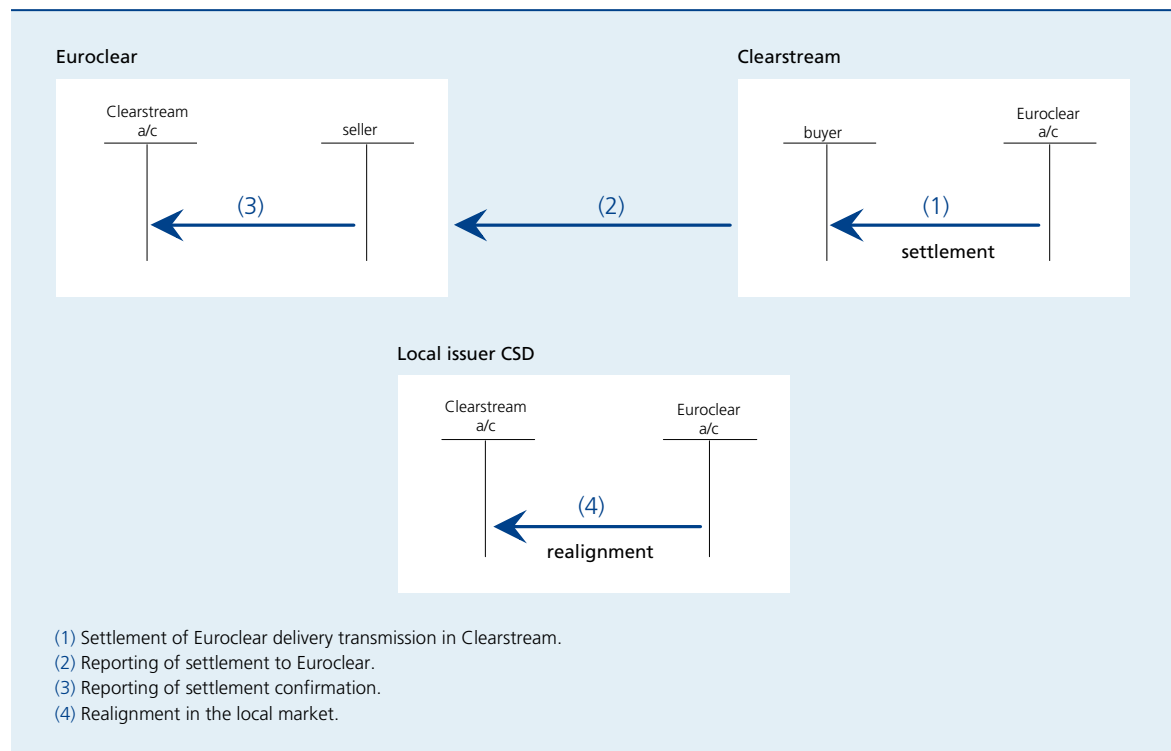 Euroclear
Clearstream
a/c
seller
(3)
(2)
Clearstream
buyer
Euroclear
a/c
(1)
settlement
Local issuer CSD
Clearstream
a/c
Euroclear
a/c
(4)
realignment
(1) Settlement of Euroclear delivery transmission in Clearstream.
(2) Reporting of settlement to Euroclear.
(3) Reporting of settlement confirmation.
(4) Realignment in the local market.